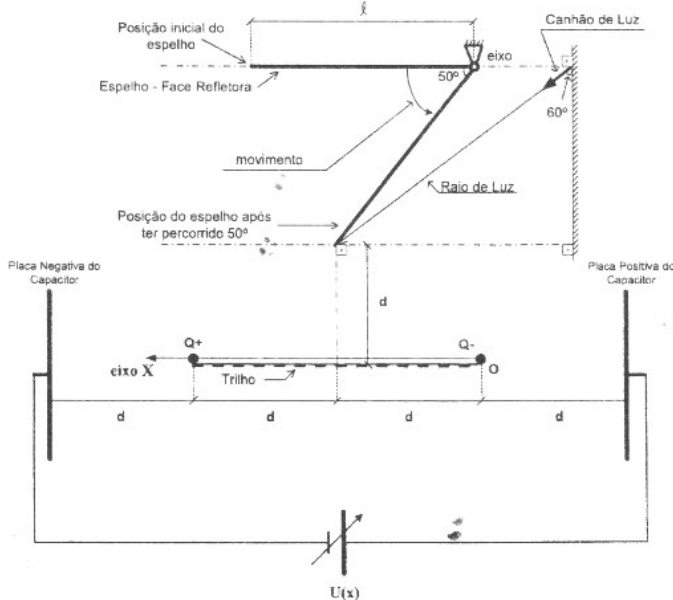 ℓ
Posição inicial do
espelho
eixo
Canhão de Luz
50º
Espelho - Face Refletora
60º
movimento
Raio de Luz
Posição do espelho após
ter percorrido 50º
Placa Negativa do
Capacitor
Placa Positiva do
Capacitor
d
Q+
Q-
eixo X
Trilho
O
d
d
d
d
U(x)